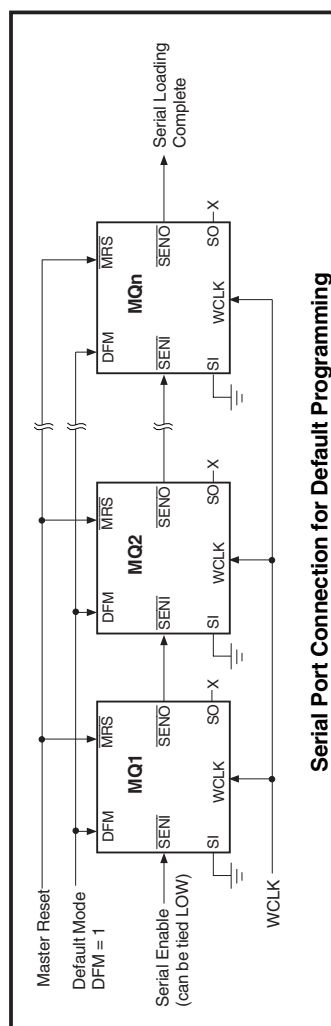 Master Reset
Default Mode
DFM = 1
DFM
MRS
DFM
MRS
DFM
MRS
MQ1
MQ2
MQn
Serial Enable
(can be tied LOW)
SENI
SENO
SENI
SENO
SENI
SENO
Serial Loading
Complete
SI
WCLK
SO
X
SI
WCLK
SO
X
SI
WCLK
SO
X
WCLK
Serial Port Connection for Default Programming